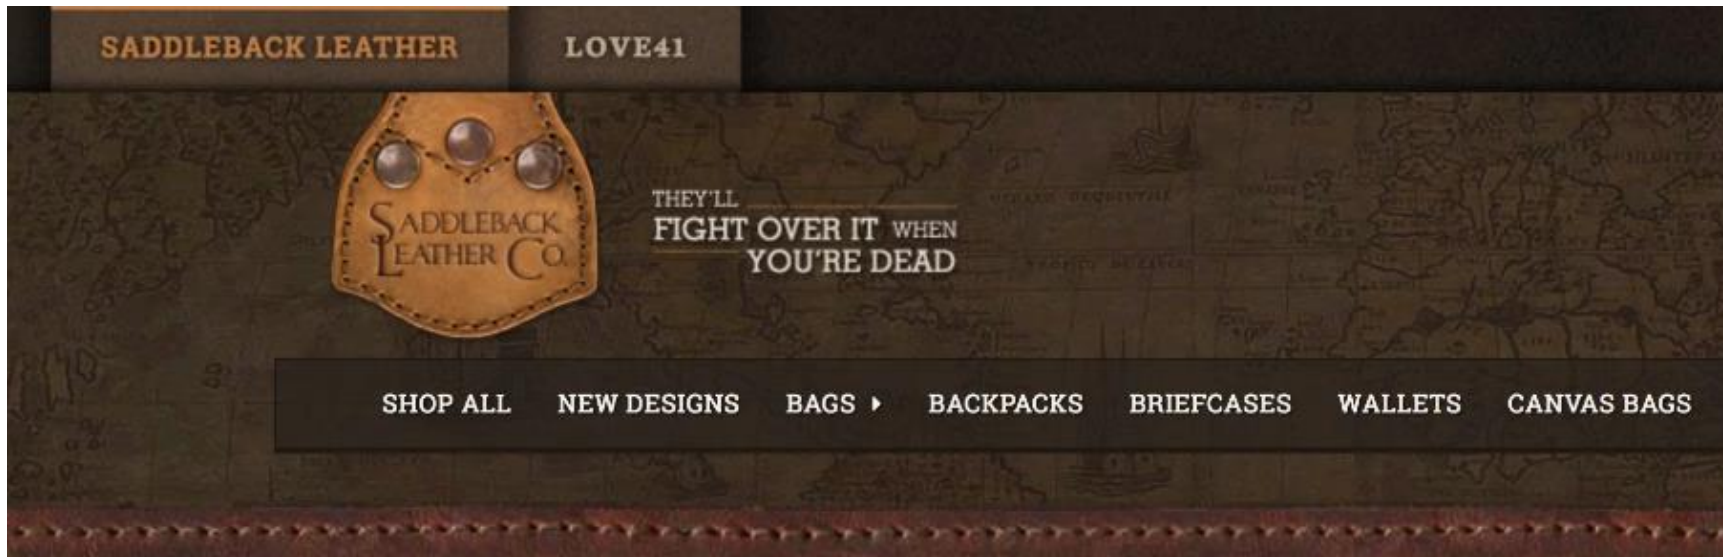 SADDLEBACK LEATHER LOVE41
SADDLEBACK
LEATHER CO.
THEY'LL
FIGHT OVER IT WHEN
YOU'RE DEAD
SHOP ALL NEW DESIGNS BAGS BACKPACKS BRIEFCASES WALLETS CANVAS BAGS